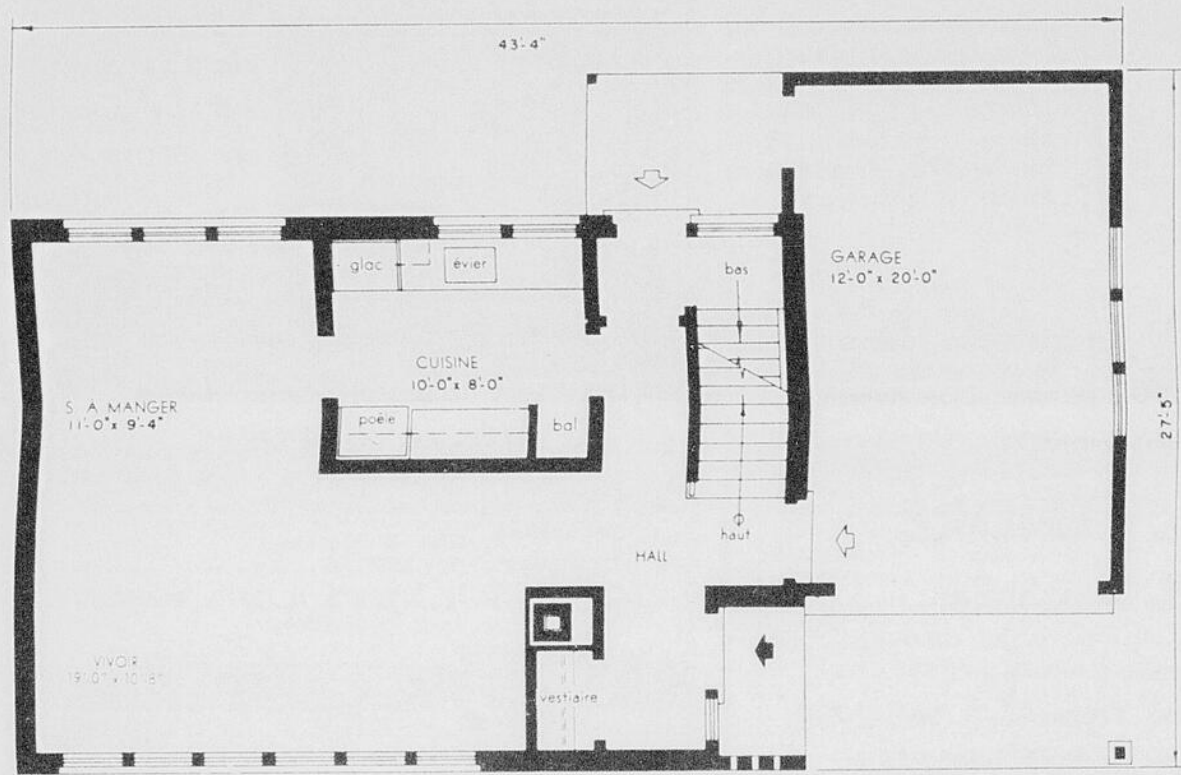 43'-4"
glac
évier
bas
GARAGE
12'-0" x 20'-0"
CUISINE
10'-0" x 8'-0"
S. A MANGER
11'-0" x 9'-4"
poêle
bal
27'-5"
haut
HALL
VIVOIR
vestiaire